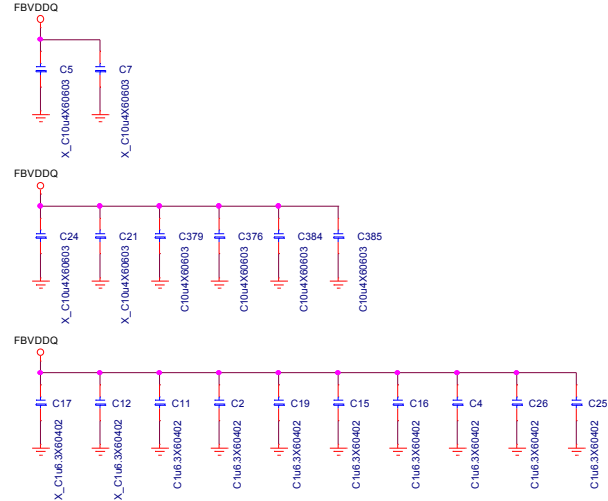 FBVDDQ
C5
C7
X_C10u4X60603
X_C10u4X60603
FBVDDQ
C24
C21
C379
C376
C384
C385
X_C10u4X60603
X_C10u4X60603
C10u4X60603
C10u4X60603
C10u4X60603
C10u4X60603
FBVDDQ
C17
C12
C11
C2
C19
C15
C16
C4
C26
C25
X_C1u6.3X60402
X_C1u6.3X60402
C1u6.3X60402
C1u6.3X60402
C1u6.3X60402
C1u6.3X60402
C1u6.3X60402
C1u6.3X60402
C1u6.3X60402
C1u6.3X60402